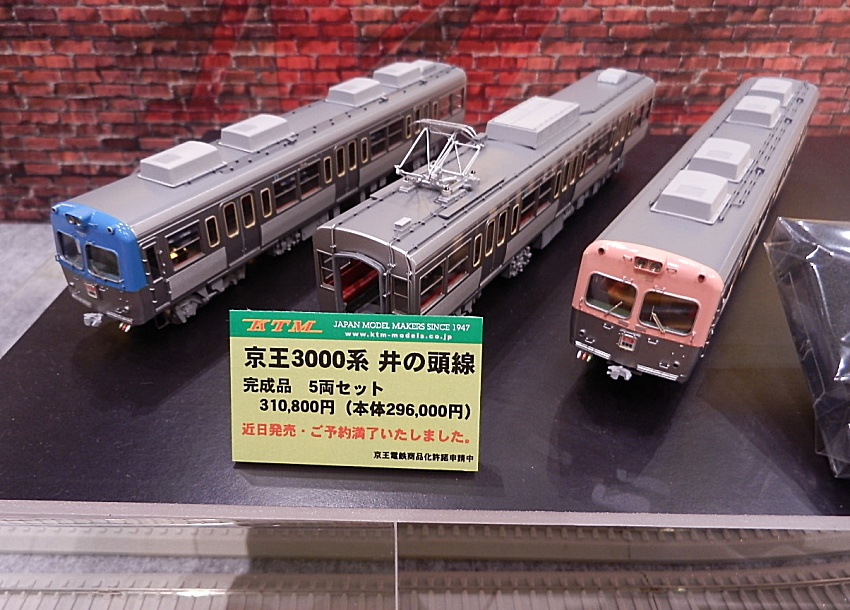 KTM JAPAN MODEL MAKERS SINCE 1947
www.ktm-models.co.jp
京王3000系 井の頭線
完成品 5両セット
310,800円（本体296,000円）
近日発売・ご予約満了いたしました。
京王電鉄商品化許諾申請中